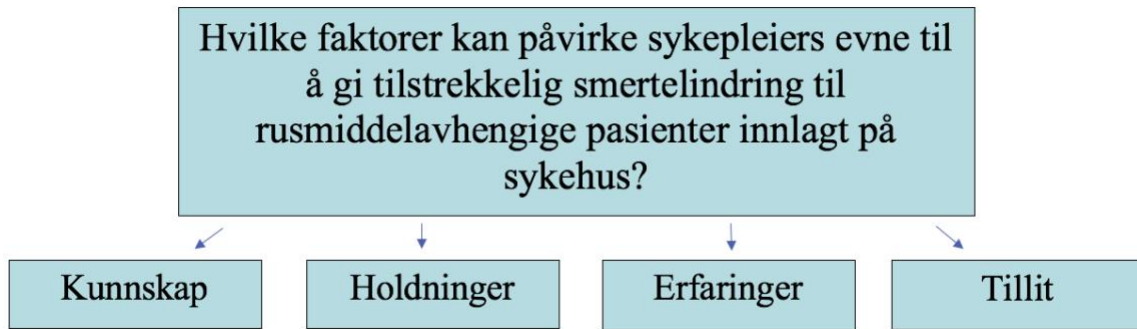 Hvilke faktorer kan påvirke sykepleiers evne til
å gi tilstrekkelig smertelindring til
rusmiddelavhengige pasienter innlagt på
sykehus?
Kunnskap
Holdninger
Erfaringer
Tillit